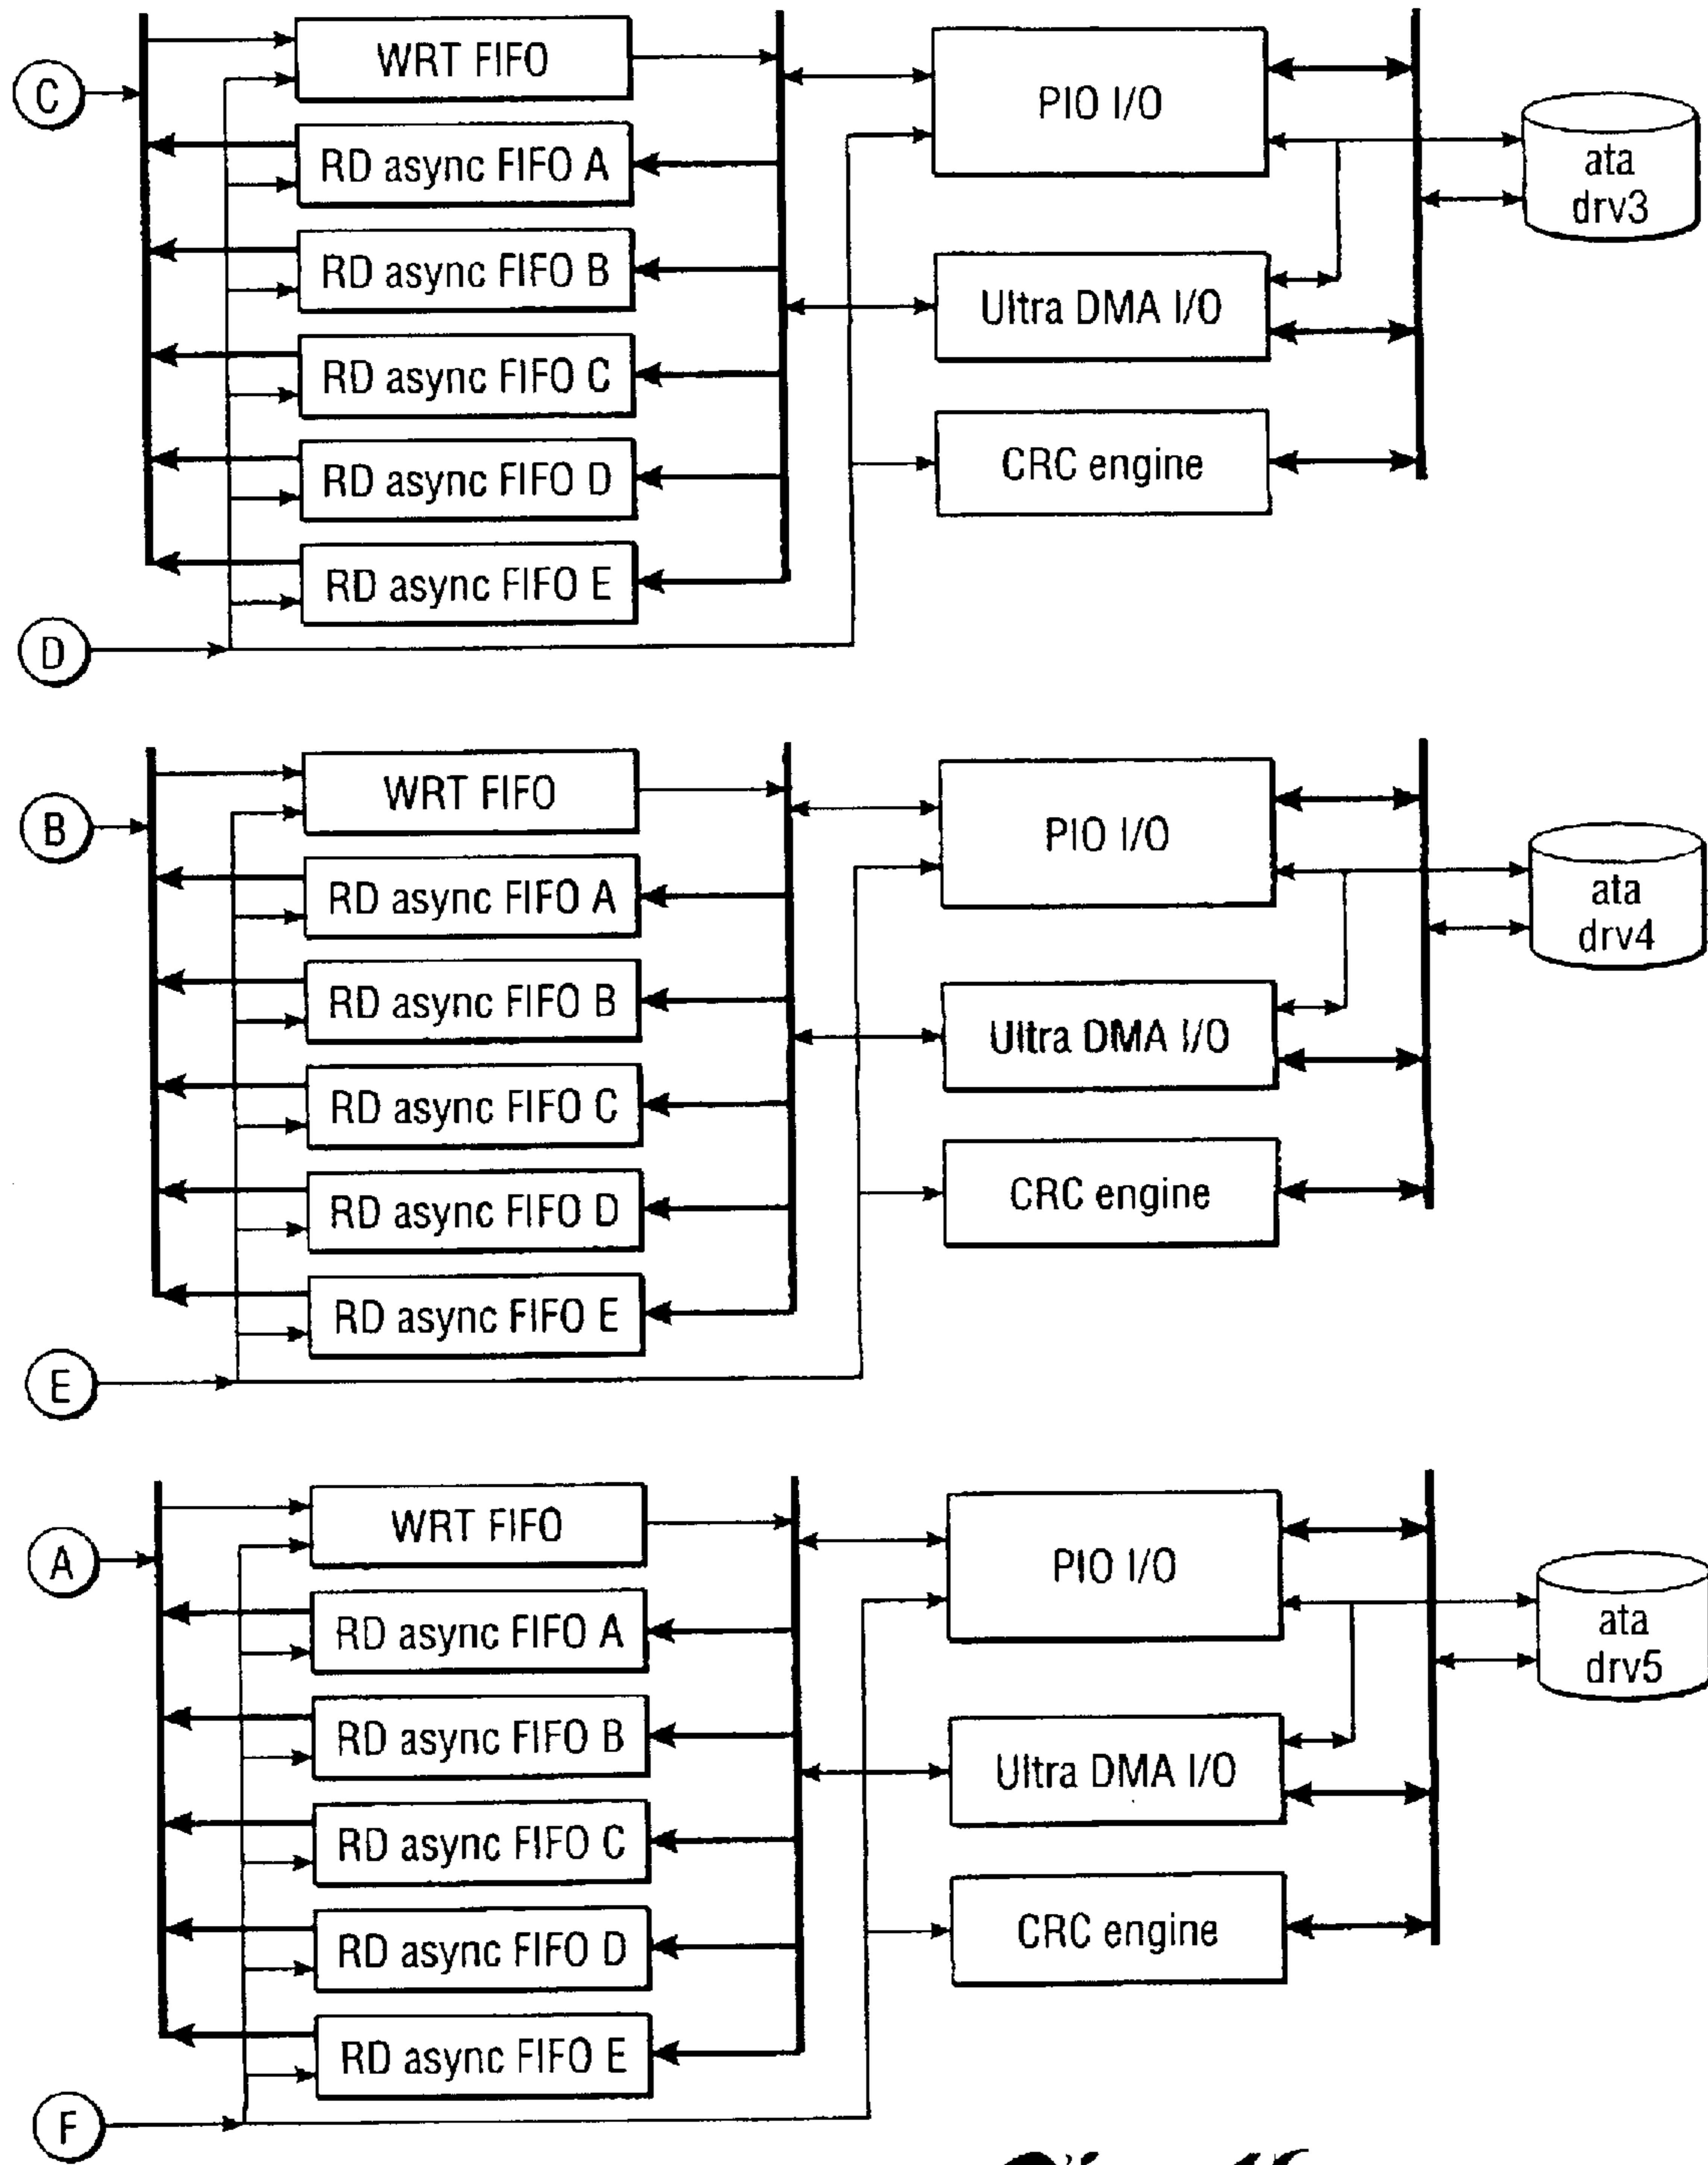 C
WRT FIFO
RD async FIFO A
RD async FIFO B
RD async FIFO C
RD async FIFO D
RD async FIFO E
D
PIO I/O
Ultra DMA I/O
CRC engine
ata
drv3
B
WRT FIFO
RD async FIFO A
RD async FIFO B
RD async FIFO C
RD async FIFO D
RD async FIFO E
E
PIO I/O
Ultra DMA I/O
CRC engine
ata
drv4
A
WRT FIFO
RD async FIFO A
RD async FIFO B
RD async FIFO C
RD async FIFO D
RD async FIFO E
F
PIO I/O
Ultra DMA I/O
CRC engine
ata
drv5